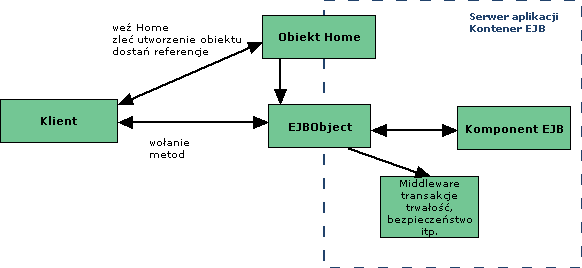 Serwer aplikacji
Kontener EJB
weź Home
zleć utworzenie obiektu
dostań referencje
Obiekt Home
Klient
EJBObject
Komponent EJB
wołanie
metod
Middleware
transakcje
trwałość,
bezpieczeństwo
itp.